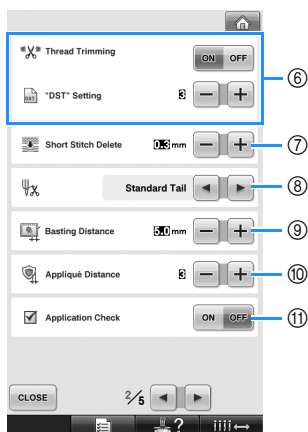 Thread Trimming ON OFF
DST "DST" Setting 3 − +
⑥
Short Stitch Delete 0.3 mm − + ⑦
Standard Tail ⑧
Basting Distance 5.0 mm − + ⑨
Appliqué Distance 3 − + ⑩
Application Check ON OFF ⑪
CLOSE 2/5
?